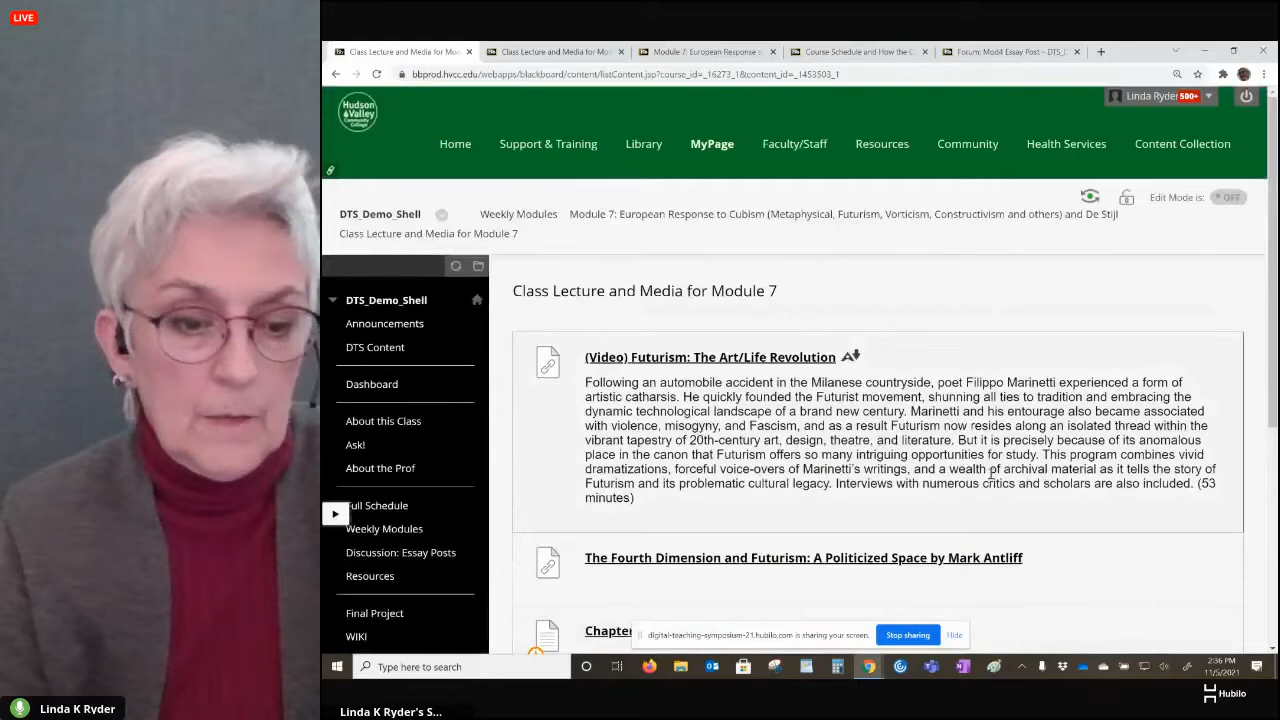 LIVE
Class Lecture and Media for Mo
Class Lecture and Media for Mo
Module 7: European Response to
Course Schedule and How the C
Forum: Mod4 Essay Post – DTS_
bbprod.hvcc.edu/webapps/blackboard/content/listContent.jsp?course_id=_16273_1&content_id=_1453503_1
Hudson
Valley
Community
College
Linda Ryder 500+
Home Support & Training Library MyPage Faculty/Staff Resources Community Health Services Content Collection
Edit Mode is: OFF
DTS_Demo_Shell Weekly Modules Module 7: European Response to Cubism (Metaphysical, Futurism, Vorticism, Constructivism and others) and De Stijl
Class Lecture and Media for Module 7
DTS_Demo_Shell
Announcements
DTS Content
Dashboard
About this Class
Ask!
About the Prof
Full Schedule
Weekly Modules
Discussion: Essay Posts
Resources
Final Project
WIKI
Class Lecture and Media for Module 7
(Video) Futurism: The Art/Life Revolution
Following an automobile accident in the Milanese countryside, poet Filippo Marinetti experienced a form of
artistic catharsis. He quickly founded the Futurist movement, shunning all ties to tradition and embracing the
dynamic technological landscape of a brand new century. Marinetti and his entourage also became associated
with violence, misogyny, and Fascism, and as a result Futurism now resides along an isolated thread within the
vibrant tapestry of 20th-century art, design, theatre, and literature. But it is precisely because of its anomalous
place in the canon that Futurism offers so many intriguing opportunities for study. This program combines vivid
dramatizations, forceful voice-overs of Marinetti's writings, and a wealth of archival material as it tells the story of
Futurism and its problematic cultural legacy. Interviews with numerous critics and scholars are also included. (53
minutes)
The Fourth Dimension and Futurism: A Politicized Space by Mark Antliff
Chapter
digital-teaching-symposium-21.hubilo.com is sharing your screen. Stop sharing Hide
Type here to search
2:36 PM
11/5/2021
Hubilo
Linda K Ryder
Linda K Ryder's S...